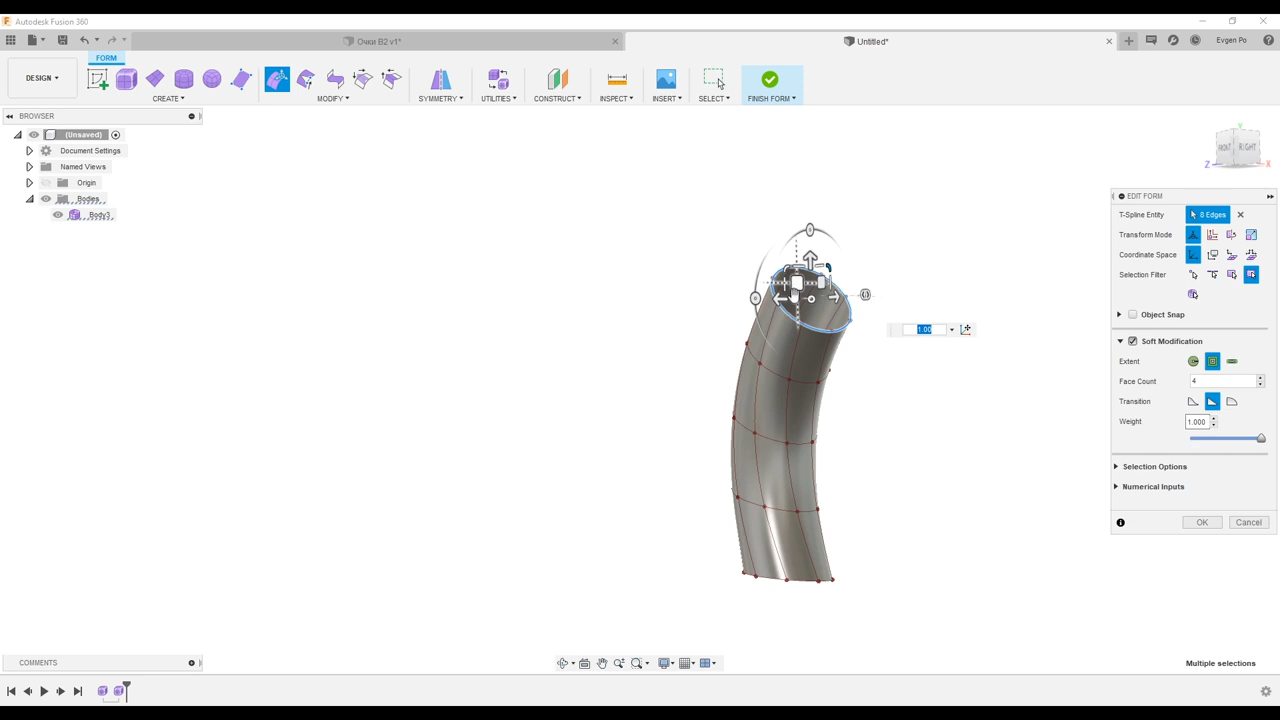 Autodesk Fusion 360
Очки В2 v1*
Untitled*
Evgen Po
FORM
DESIGN
CREATE
MODIFY
SYMMETRY
UTILITIES
CONSTRUCT
INSPECT
INSERT
SELECT
FINISH FORM
BROWSER
(Unsaved)
Document Settings
Named Views
Origin
Bodies
Body3
FRONT
RIGHT
Y
Z
X
EDIT FORM
T-Spline Entity
8 Edges
Transform Mode
Coordinate Space
Selection Filter
Object Snap
Soft Modification
Extent
Face Count
4
Transition
Weight
1.000
Selection Options
Numerical Inputs
OK
Cancel
1.00
COMMENTS
Multiple selections